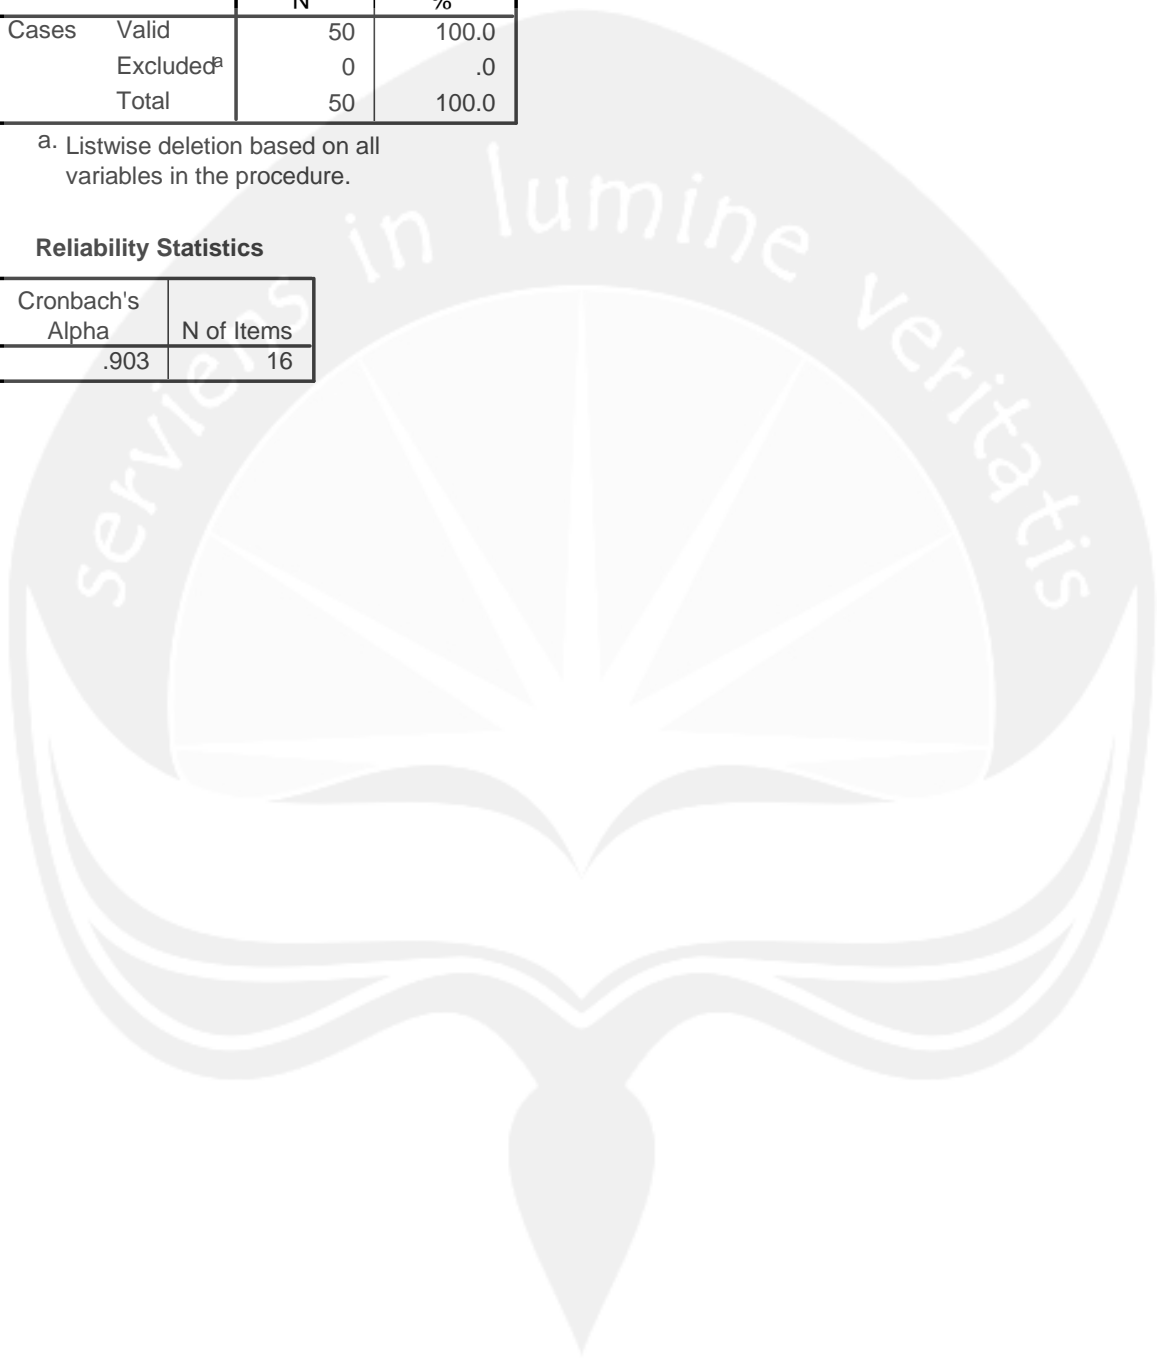 N %
Cases Valid 50 100.0
Excludedᵃ 0 .0
Total 50 100.0
a. Listwise deletion based on all
variables in the procedure.
Reliability Statistics
Cronbach's
Alpha N of Items
.903 16
serviens in lumine veritatis